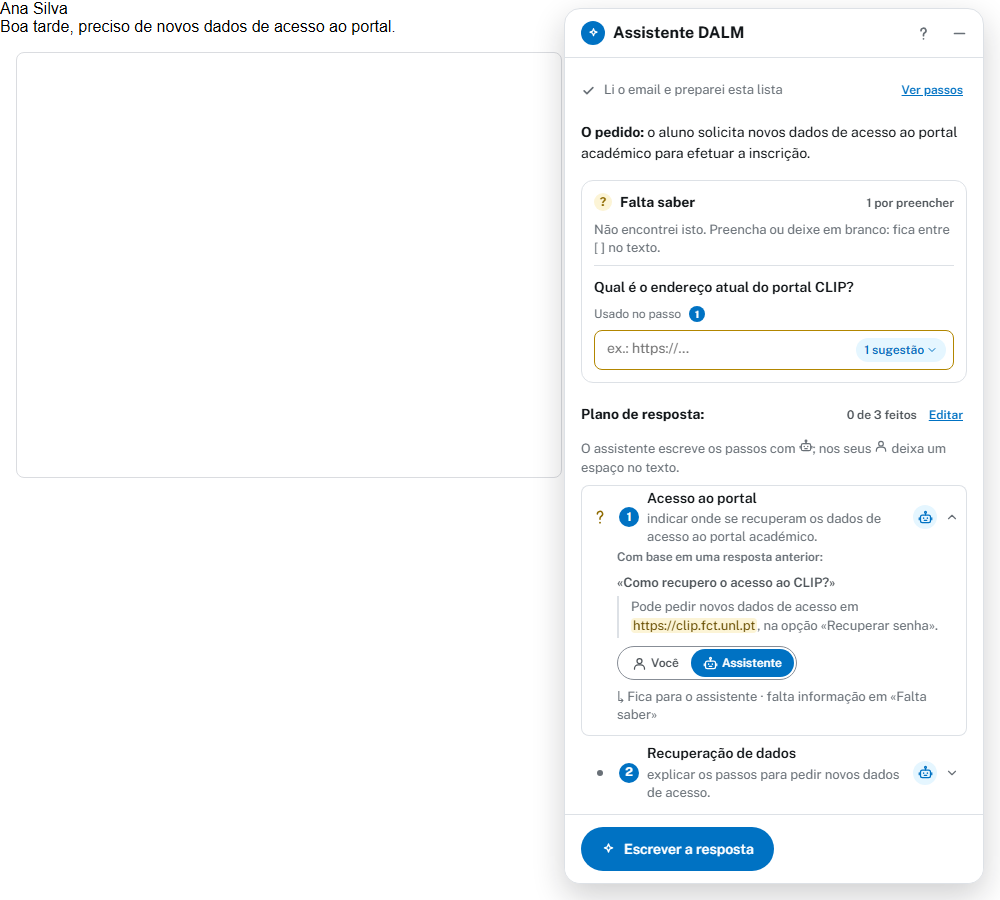 Ana Silva
Boa tarde, preciso de novos dados de acesso ao portal.
Assistente DALM
?
Li o email e preparei esta lista
Ver passos
O pedido: o aluno solicita novos dados de acesso ao portal
académico para efetuar a inscrição.
? Falta saber
1 por preencher
Não encontrei isto. Preencha ou deixe em branco: fica entre
[ ] no texto.
Qual é o endereço atual do portal CLIP?
Usado no passo 1
ex.: https://...
1 sugestão
Plano de resposta:
0 de 3 feitos
Editar
O assistente escreve os passos com ; nos seus deixa um
espaço no texto.
Acesso ao portal
? 1 indicar onde se recuperam os dados de
acesso ao portal académico.
Com base em uma resposta anterior:
«Como recupero o acesso ao CLIP?»
Pode pedir novos dados de acesso em
https://clip.fct.unl.pt, na opção «Recuperar senha».
Você
Assistente
↳ Fica para o assistente · falta informação em «Falta
saber»
Recuperação de dados
2 explicar os passos para pedir novos dados
de acesso.
Escrever a resposta